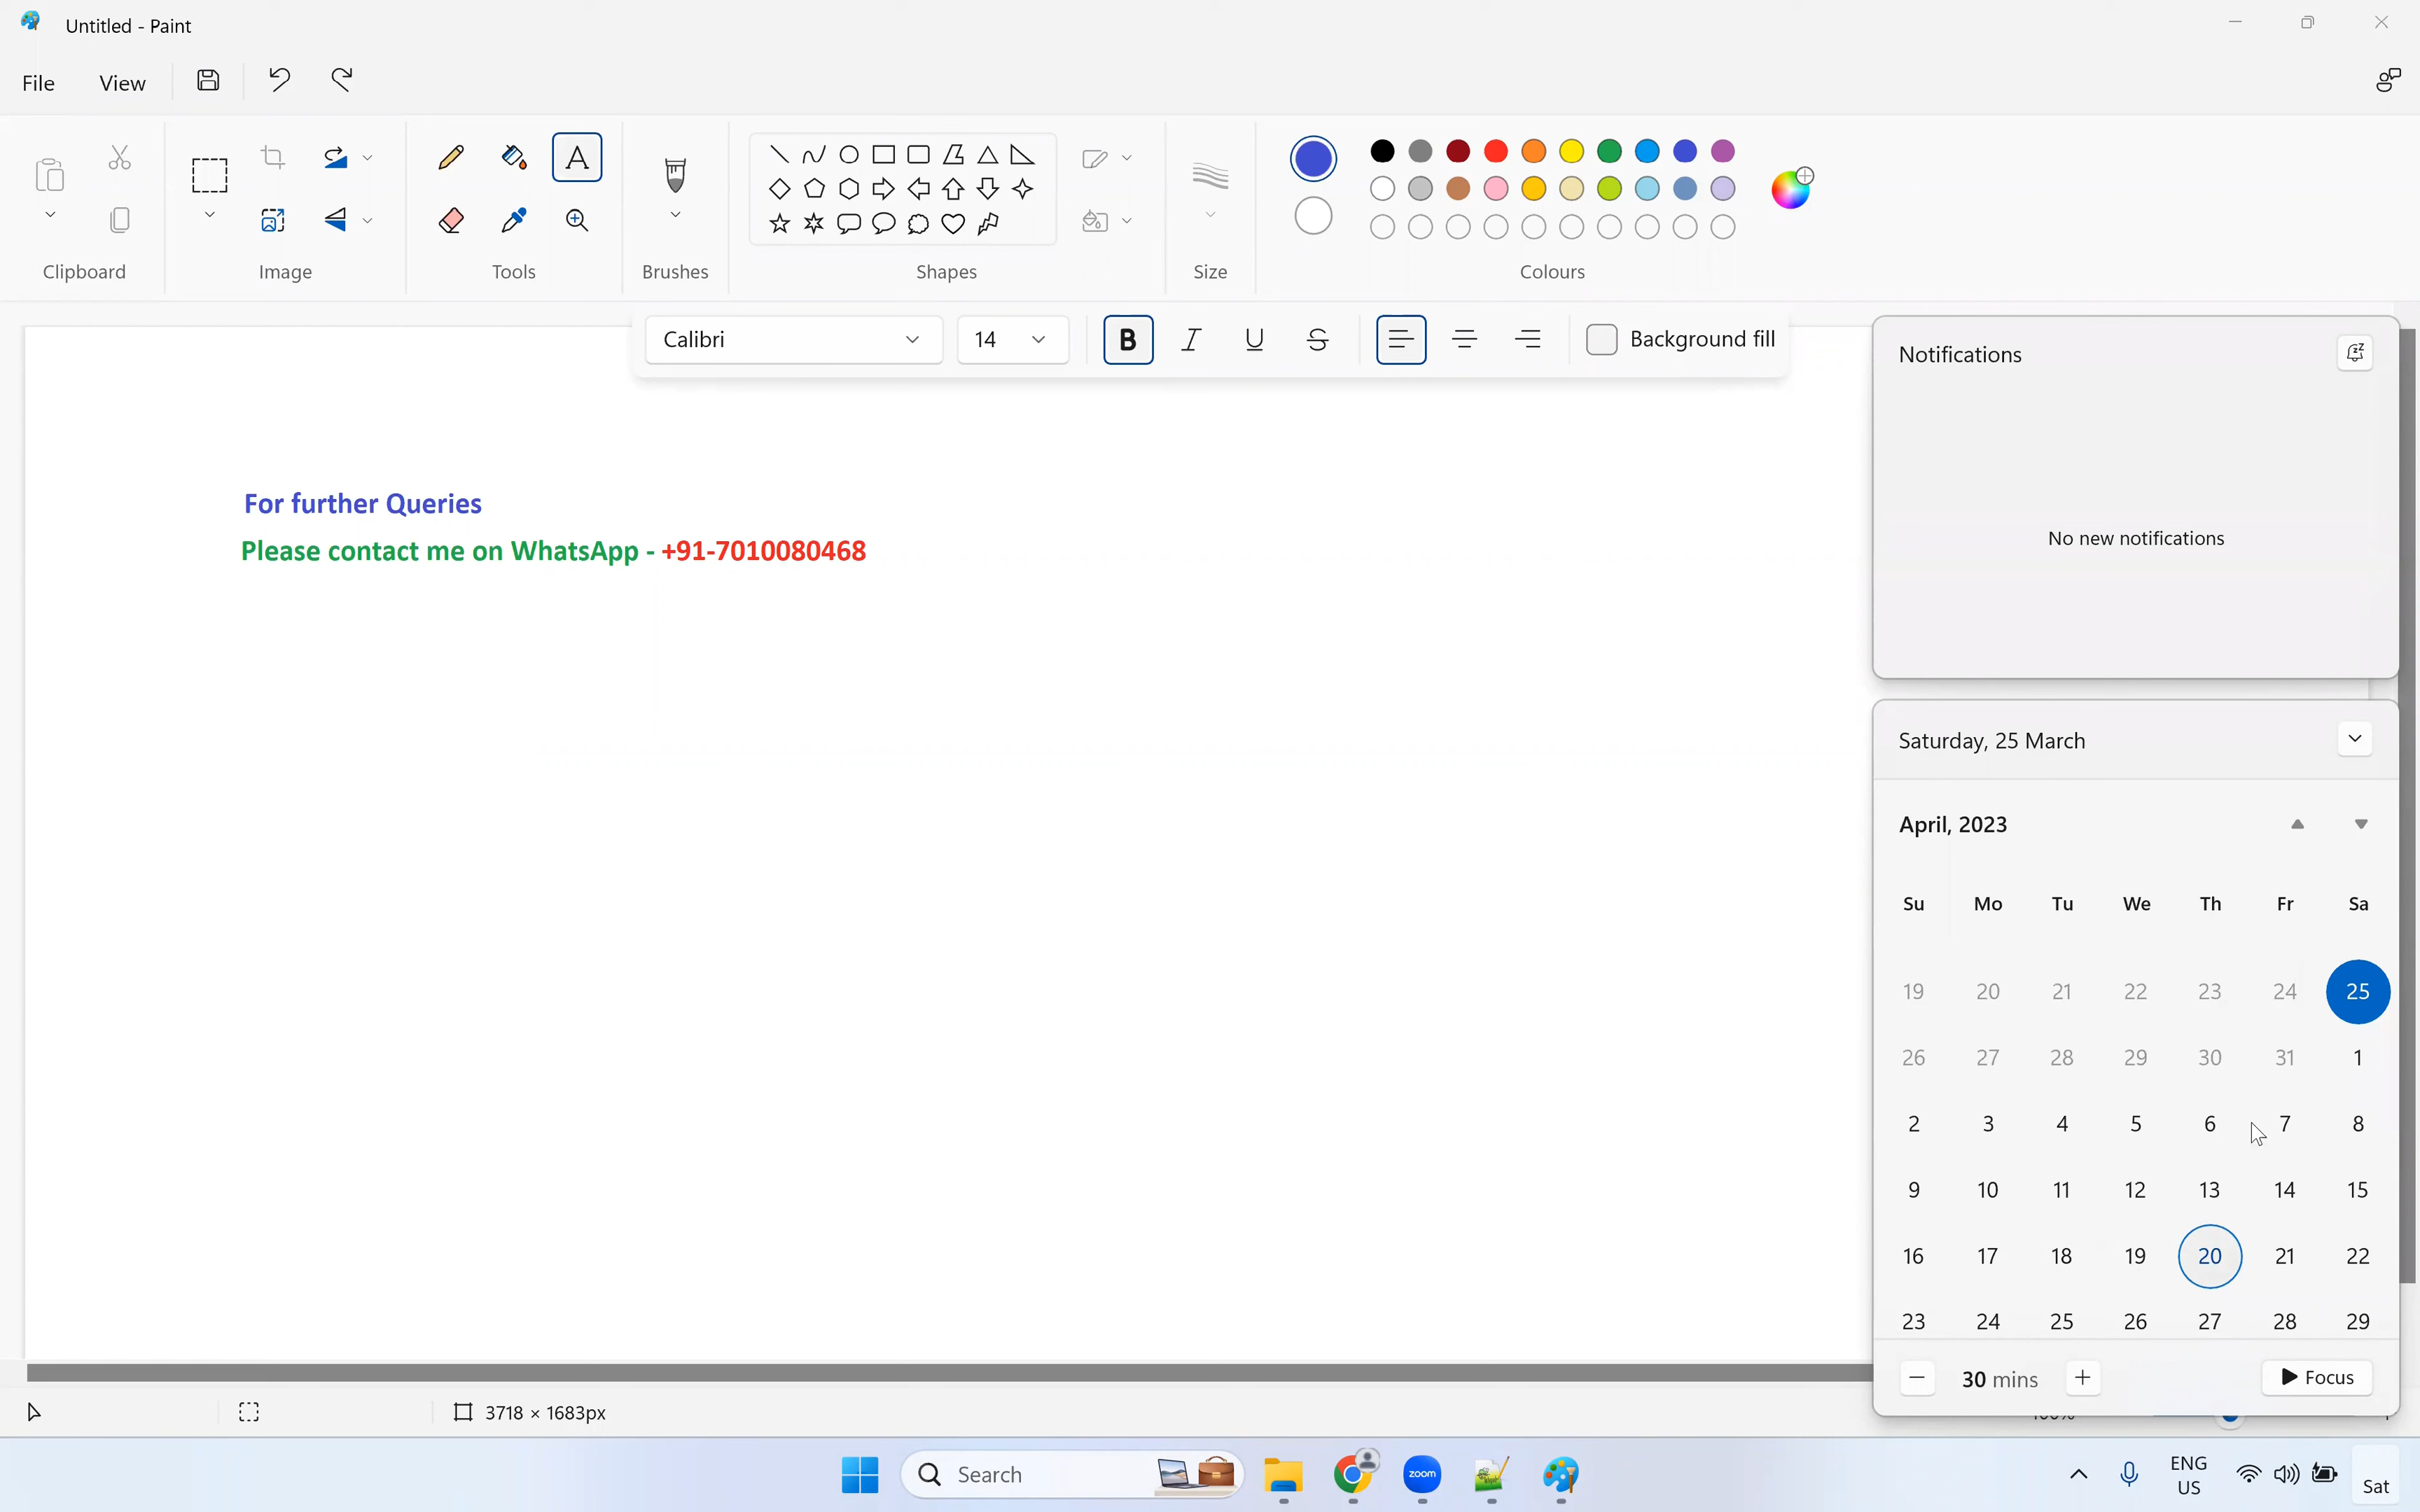 Untitled - Paint
File View
Clipboard
Image
Tools
Brushes
Shapes
Size
Colours
Calibri 14 B I U S Background fill
For further Queries
Please contact me on WhatsApp - +91-7010080468
Notifications
No new notifications
Saturday, 25 March
April, 2023
Su Mo Tu We Th Fr Sa
19 20 21 22 23 24 25
26 27 28 29 30 31 1
2 3 4 5 6 7 8
9 10 11 12 13 14 15
16 17 18 19 20 21 22
23 24 25 26 27 28 29
30 mins Focus
3718 × 1683px
Search
zoom
ENG
US
Sat